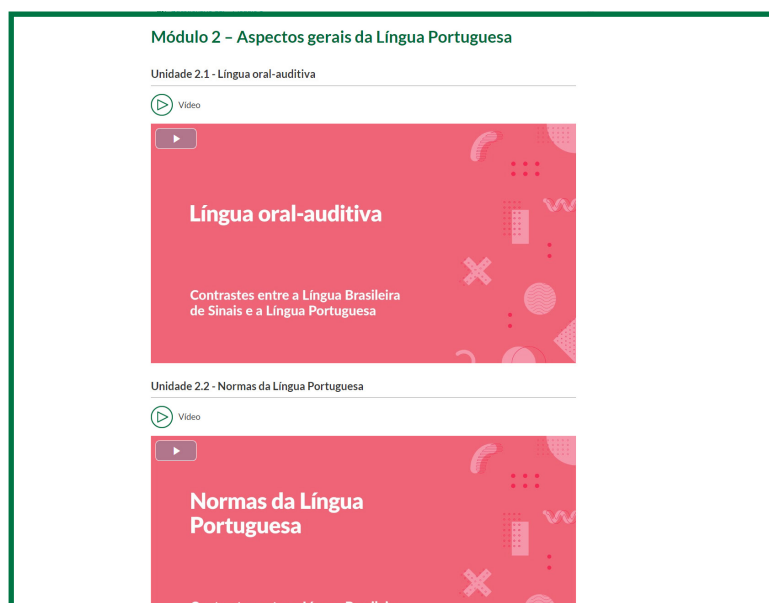 Módulo 2 – Aspectos gerais da Língua Portuguesa
Unidade 2.1 - Língua oral-auditiva
Vídeo
Língua oral-auditiva
Contrastes entre a Língua Brasileira
de Sinais e a Língua Portuguesa
Unidade 2.2 - Normas da Língua Portuguesa
Vídeo
Normas da Língua
Portuguesa